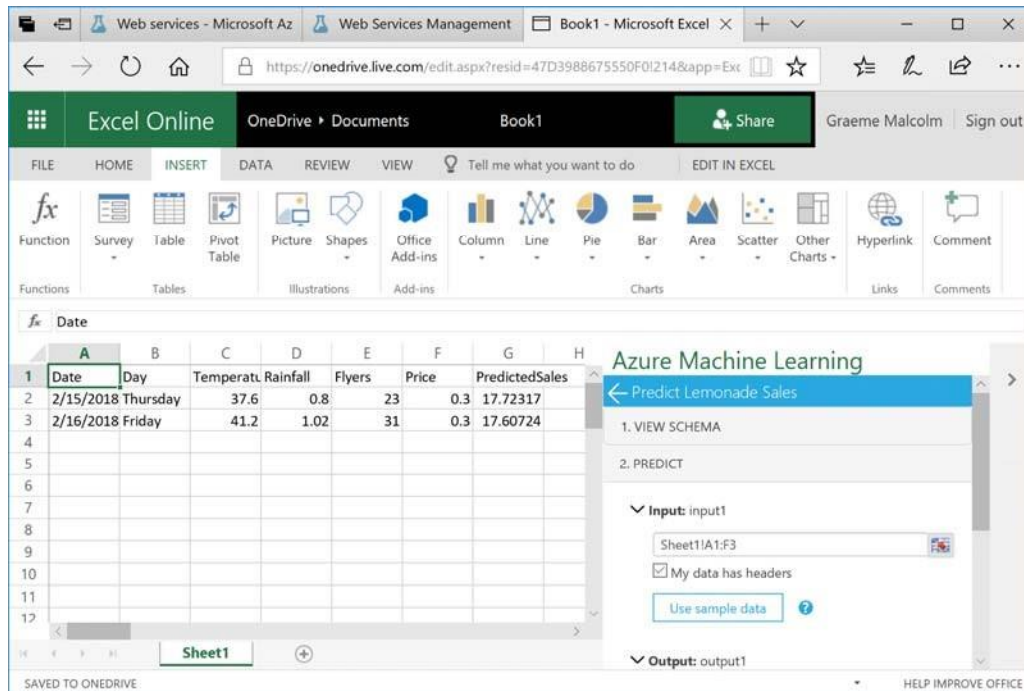 Web services - Microsoft Az
Web Services Management
Book1 - Microsoft Excel
https://onedrive.live.com/edit.aspx?resid=47D3988675550F0!214&app=Exc
Excel Online
OneDrive ▸ Documents
Book1
Share
Graeme Malcolm
Sign out
FILE HOME INSERT DATA REVIEW VIEW Tell me what you want to do EDIT IN EXCEL
fx
Function
Survey
Table
Pivot Table
Picture
Shapes
Office Add-ins
Column
Line
Pie
Bar
Area
Scatter
Other Charts
Hyperlink
Comment
Functions
Tables
Illustrations
Add-ins
Charts
Links
Comments
fx Date
A B C D E F G H
1 Date Day Temperatu Rainfall Flyers Price PredictedSales
2 2/15/2018 Thursday 37.6 0.8 23 0.3 17.72317
3 2/16/2018 Friday 41.2 1.02 31 0.3 17.60724
4
5
6
7
8
9
10
11
12
Azure Machine Learning
Predict Lemonade Sales
1. VIEW SCHEMA
2. PREDICT
Input: input1
Sheet1!A1:F3
My data has headers
Use sample data
?
Output: output1
Sheet1
SAVED TO ONEDRIVE
HELP IMPROVE OFFICE